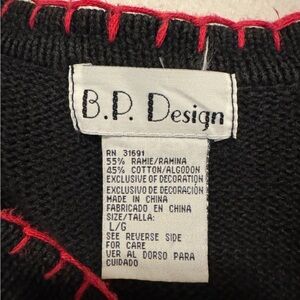 B.P. Design
RN 31691
55% RAMIE/RAMINA
45% COTTON/ALGODON
EXCLUSIVE OF DECORATION
EXCLUSIVO DE DECORACIÓN
MADE IN CHINA
FABRICADO EN CHINA
SIZE/TALLA:
L/G
SEE REVERSE SIDE
FOR CARE
VER AL DORSO PARA
CUIDADO